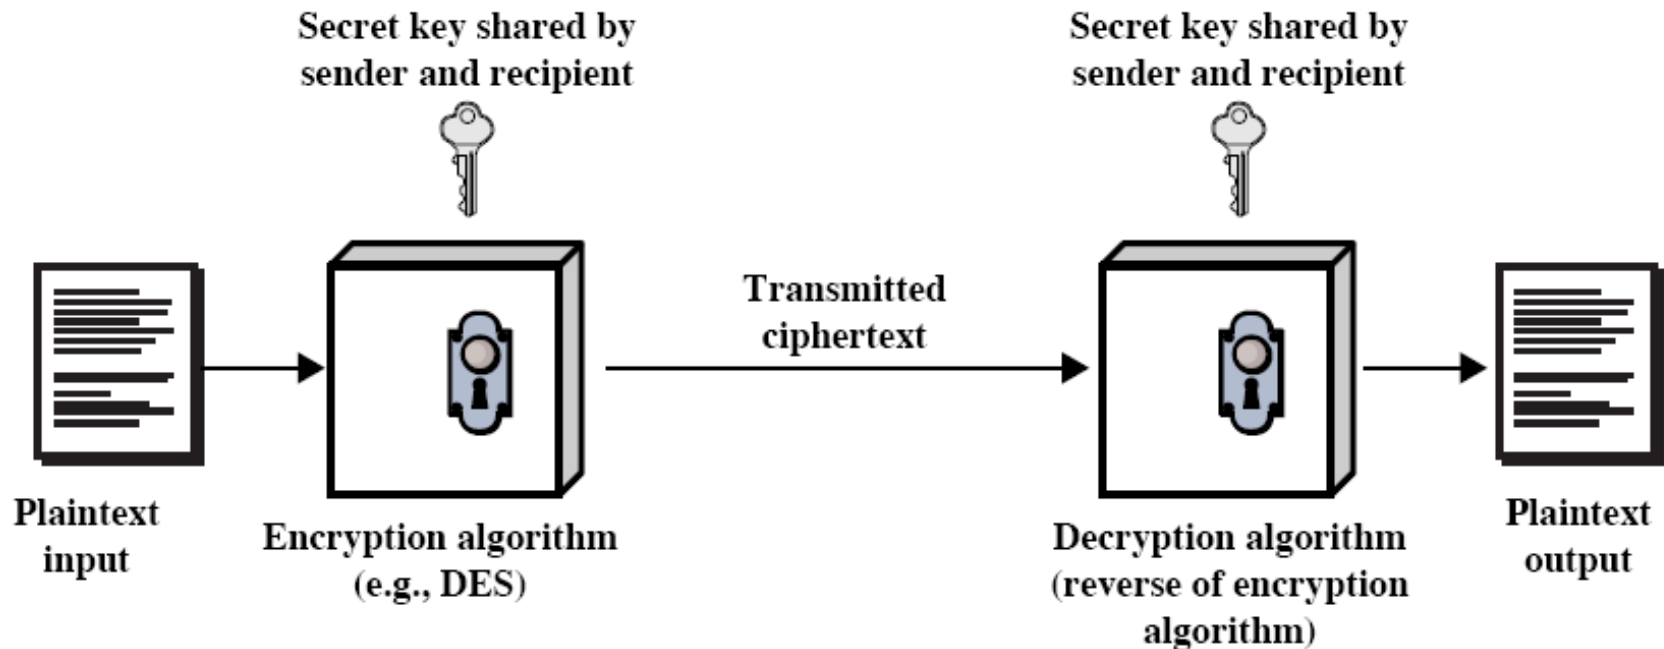 Secret key shared by
sender and recipient
Secret key shared by
sender and recipient
Transmitted
ciphertext
Plaintext
input
Encryption algorithm
(e.g., DES)
Decryption algorithm
(reverse of encryption
algorithm)
Plaintext
output